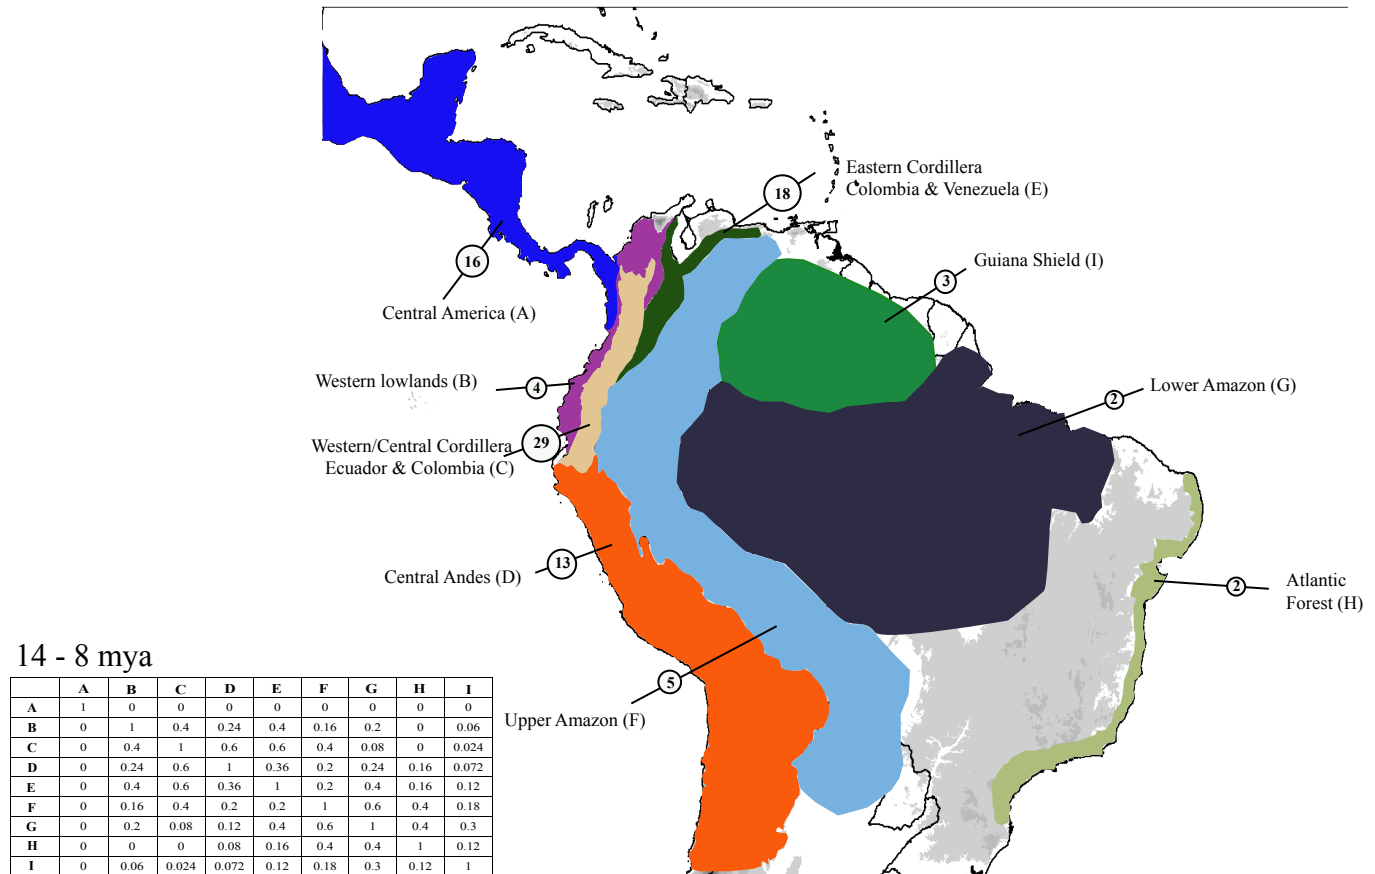 Eastern Cordillera
Colombia & Venezuela (E)
18
Guiana Shield (I)
3
16
Central America (A)
Western lowlands (B)
4
Lower Amazon (G)
2
Western/Central Cordillera
Ecuador & Colombia (C)
29
Central Andes (D)
13
Atlantic
Forest (H)
2
Upper Amazon (F)
5
14 - 8 mya
A B C D E F G H I
A 1 0 0 0 0 0 0 0 0
B 0 1 0.4 0.24 0.4 0.16 0.2 0 0.06
C 0 0.4 1 0.6 0.6 0.4 0.08 0 0.024
D 0 0.24 0.6 1 0.36 0.2 0.24 0.16 0.072
E 0 0.4 0.6 0.36 1 0.2 0.4 0.16 0.12
F 0 0.16 0.4 0.2 0.2 1 0.6 0.4 0.18
G 0 0.2 0.08 0.12 0.4 0.6 1 0.4 0.3
H 0 0 0 0.08 0.16 0.4 0.4 1 0.12
I 0 0.06 0.024 0.072 0.12 0.18 0.3 0.12 1